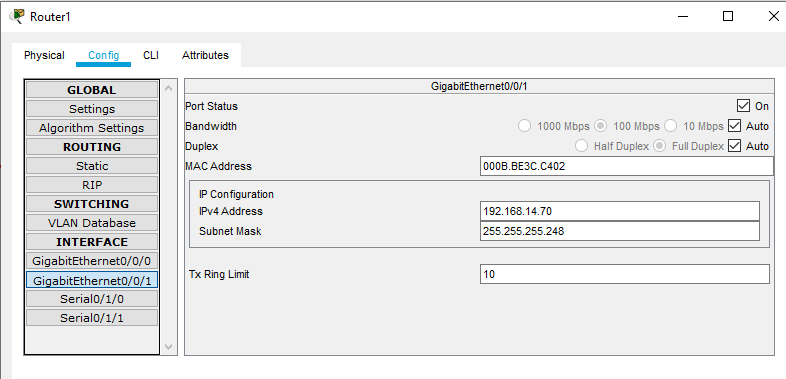 Router1
Physical Config CLI Attributes
GLOBAL
Settings
Algorithm Settings
ROUTING
Static
RIP
SWITCHING
VLAN Database
INTERFACE
GigabitEthernet0/0/0
GigabitEthernet0/0/1
Serial0/1/0
Serial0/1/1
GigabitEthernet0/0/1
Port Status On
Bandwidth 1000 Mbps 100 Mbps 10 Mbps Auto
Duplex Half Duplex Full Duplex Auto
MAC Address 000B.BE3C.C402
IP Configuration
IPv4 Address 192.168.14.70
Subnet Mask 255.255.255.248
Tx Ring Limit 10